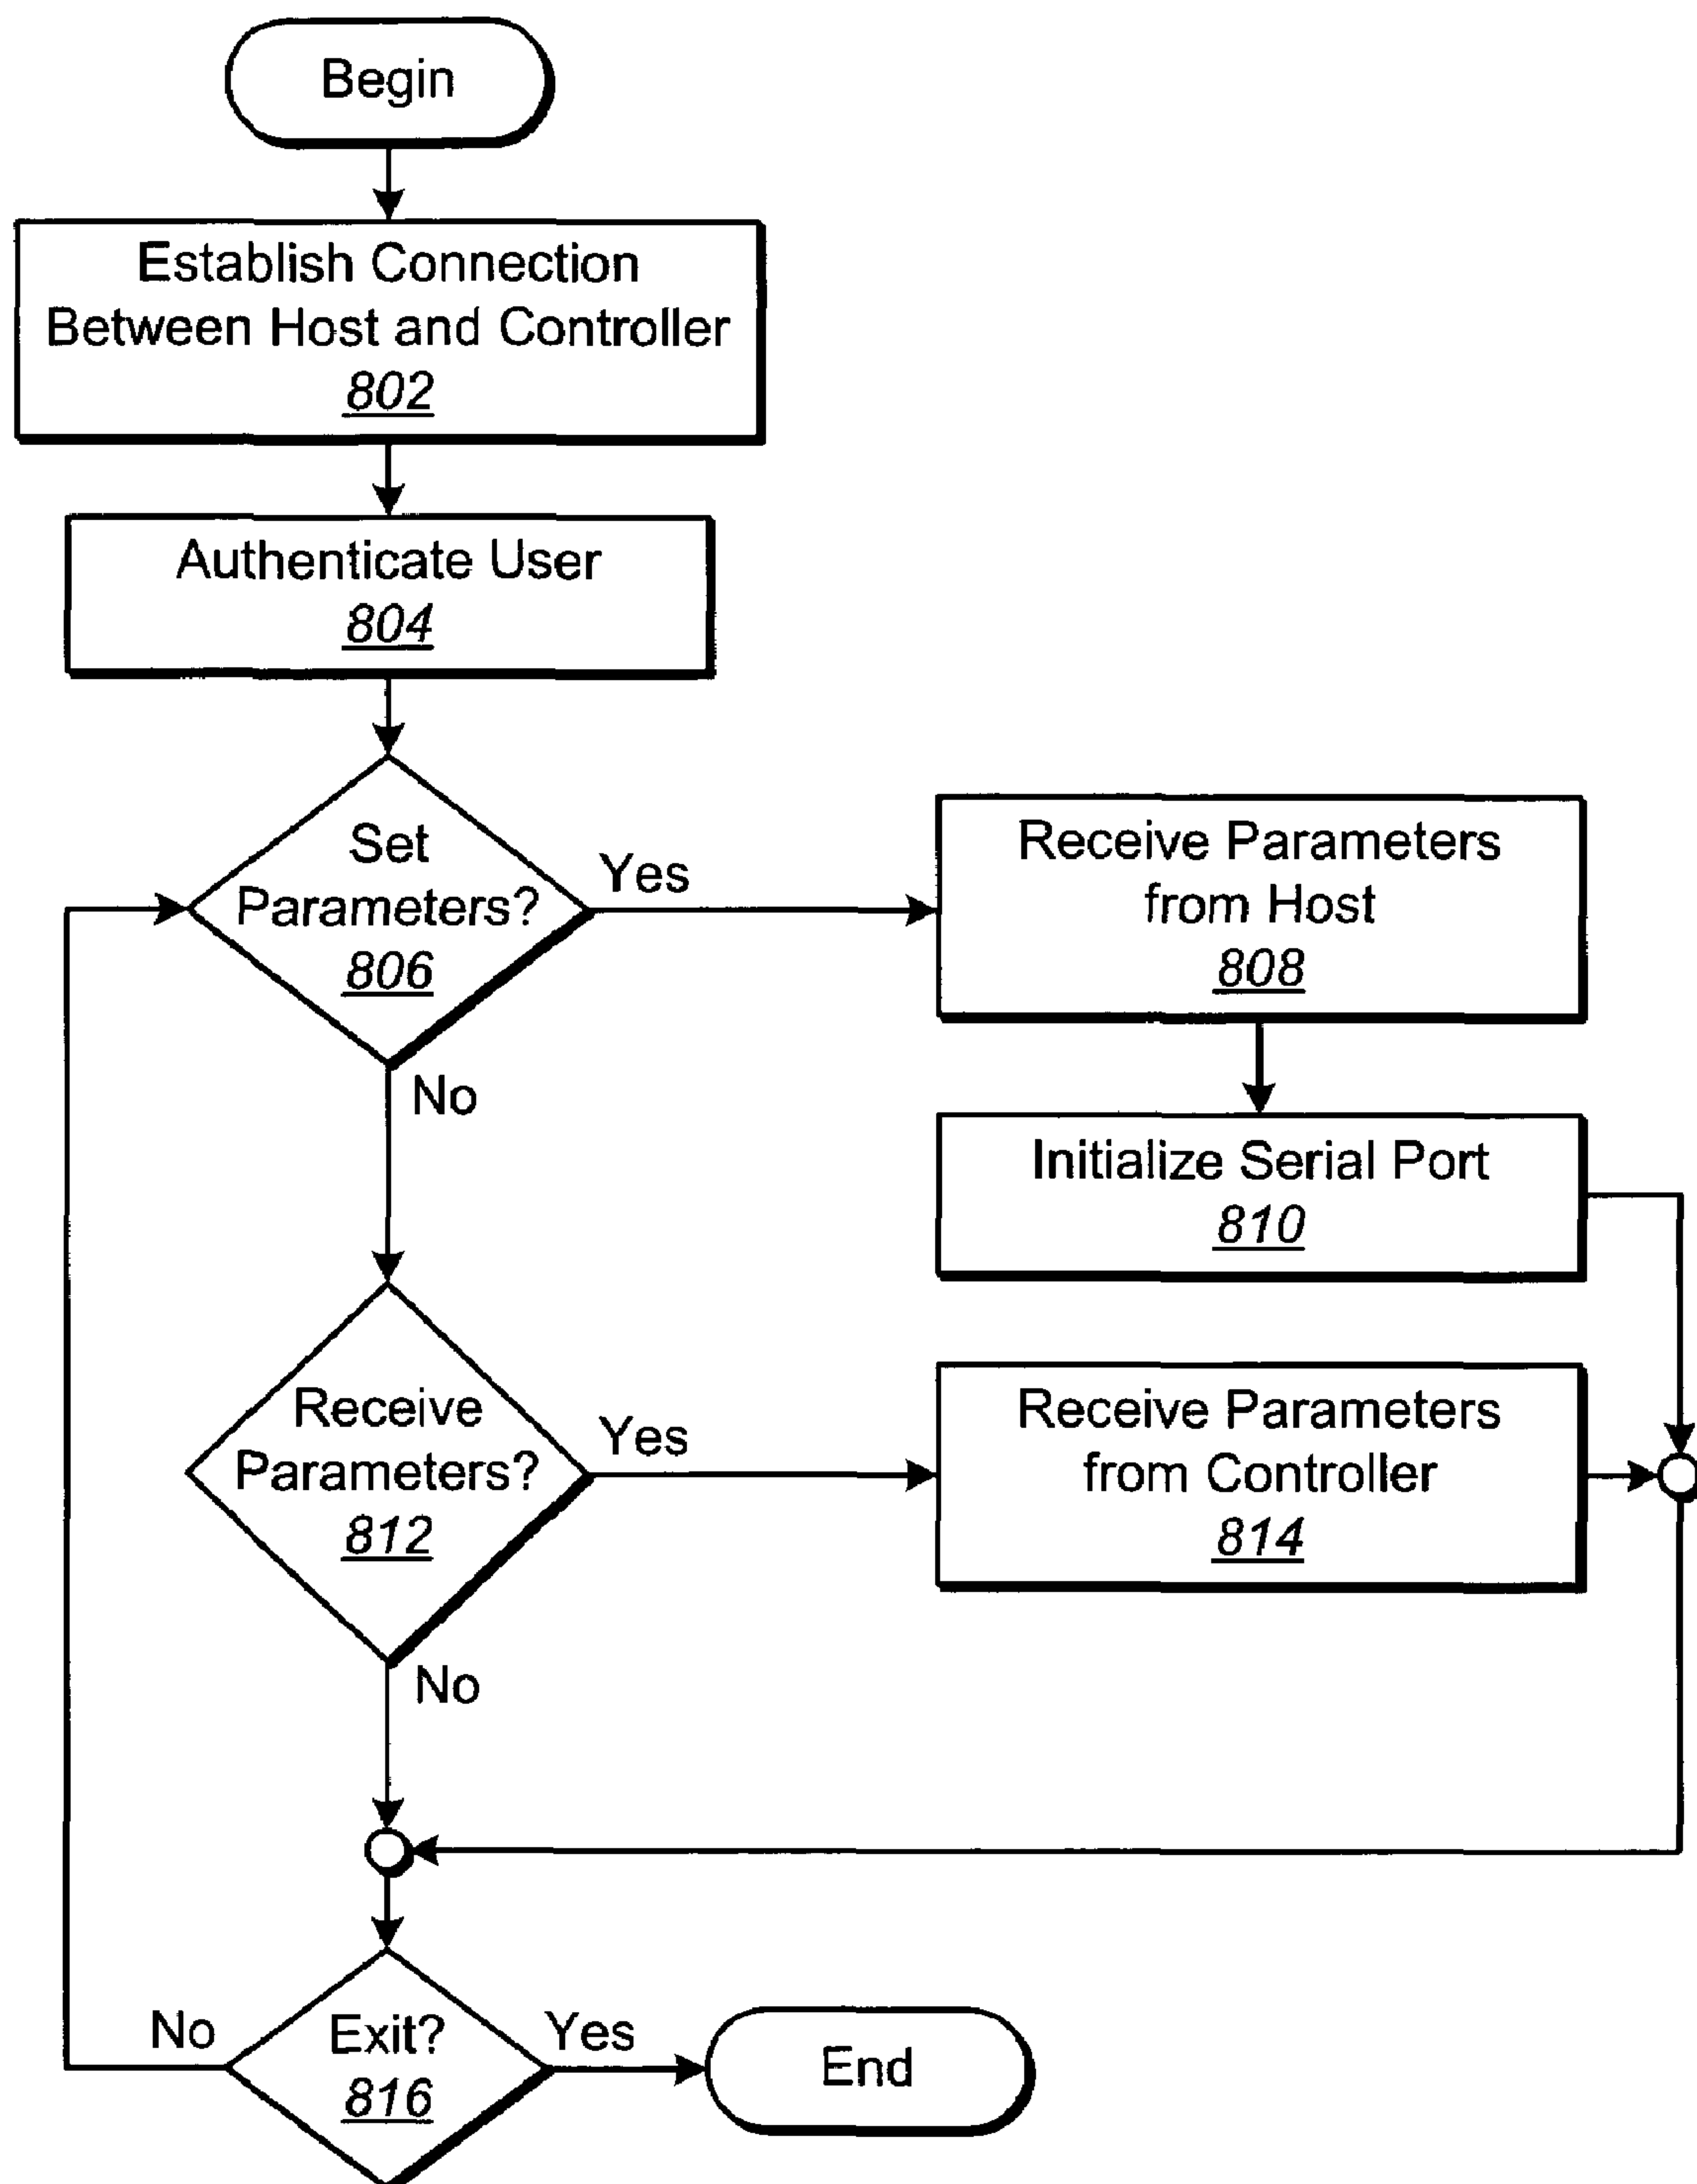 Begin
Establish Connection
Between Host and Controller
802
Authenticate User
804
Set
Parameters?
806
Yes
No
Receive Parameters
from Host
808
Initialize Serial Port
810
Receive
Parameters?
812
Yes
No
Receive Parameters
from Controller
814
Exit?
816
No
Yes
End